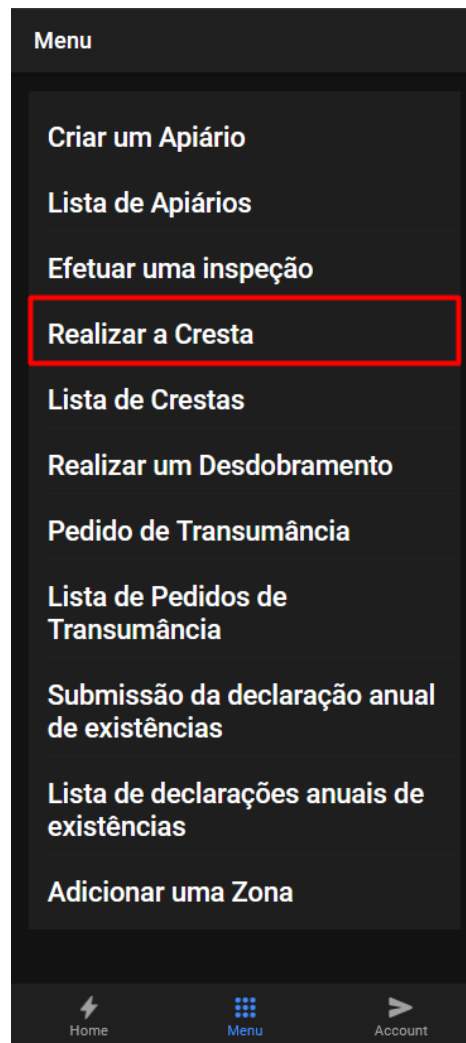 Menu
Criar um Apiário
Lista de Apiários
Efetuar uma inspeção
Realizar a Cresta
Lista de Crestas
Realizar um Desdobramento
Pedido de Transumância
Lista de Pedidos de
Transumância
Submissão da declaração anual
de existências
Lista de declarações anuais de
existências
Adicionar uma Zona
Home
Menu
Account